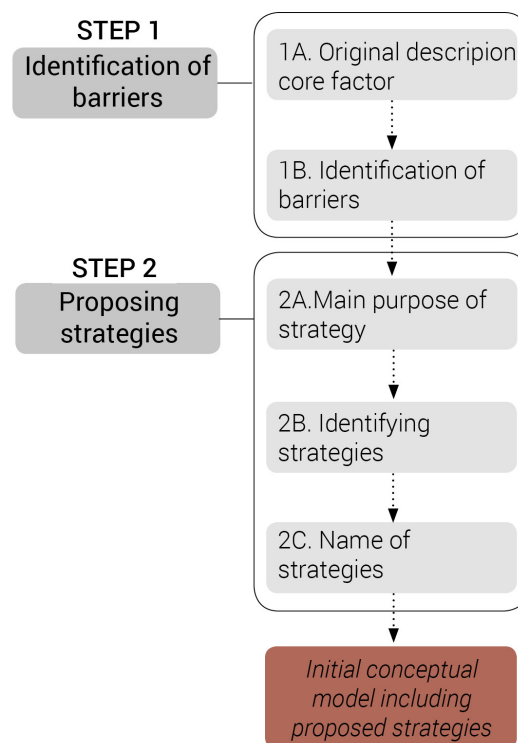 STEP 1
Identification of
barriers
1A. Original descripion
core factor
1B. Identification of
barriers
STEP 2
Proposing
strategies
2A.Main purpose of
strategy
2B. Identifying
strategies
2C. Name of
strategies
Initial conceptual
model including
proposed strategies